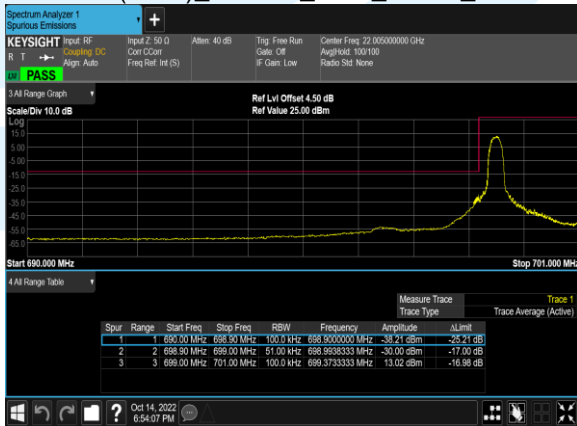 Spectrum Analyzer 1
Spurious Emissions
+
KEYSIGHT Input: RF Input Z: 50 Ω Atten: 40 dB Trig: Free Run Center Freq: 22.005000000 GHz
R T Coupling: DC Corr CCorr Gate: Off Avg|Hold: 100/100
Align: Auto Freq Ref: Int (S) IF Gain: Low Radio Std: None
PASS
3 All Range Graph
Ref Lvl Offset 4.50 dB
Scale/Div 10.0 dB Ref Value 25.00 dBm
Log
15.0
5.00
-5.00
-15.0
-25.0
-35.0
-45.0
-55.0
-65.0
Start 690.000 MHz Stop 701.000 MHz
4 All Range Table
Measure Trace Trace 1
Trace Type Trace Average (Active)
Spur Range Start Freq Stop Freq RBW Frequency Amplitude ΔLimit
1 1 690.00 MHz 698.90 MHz 100.0 kHz 698.9000000 MHz -38.21 dBm -25.21 dB
2 2 698.90 MHz 699.00 MHz 51.00 kHz 698.9938333 MHz -30.00 dBm -17.00 dB
3 3 699.00 MHz 701.00 MHz 100.0 kHz 699.3733333 MHz 13.02 dBm -16.98 dB
? Oct 14, 2022
6:54:07 PM